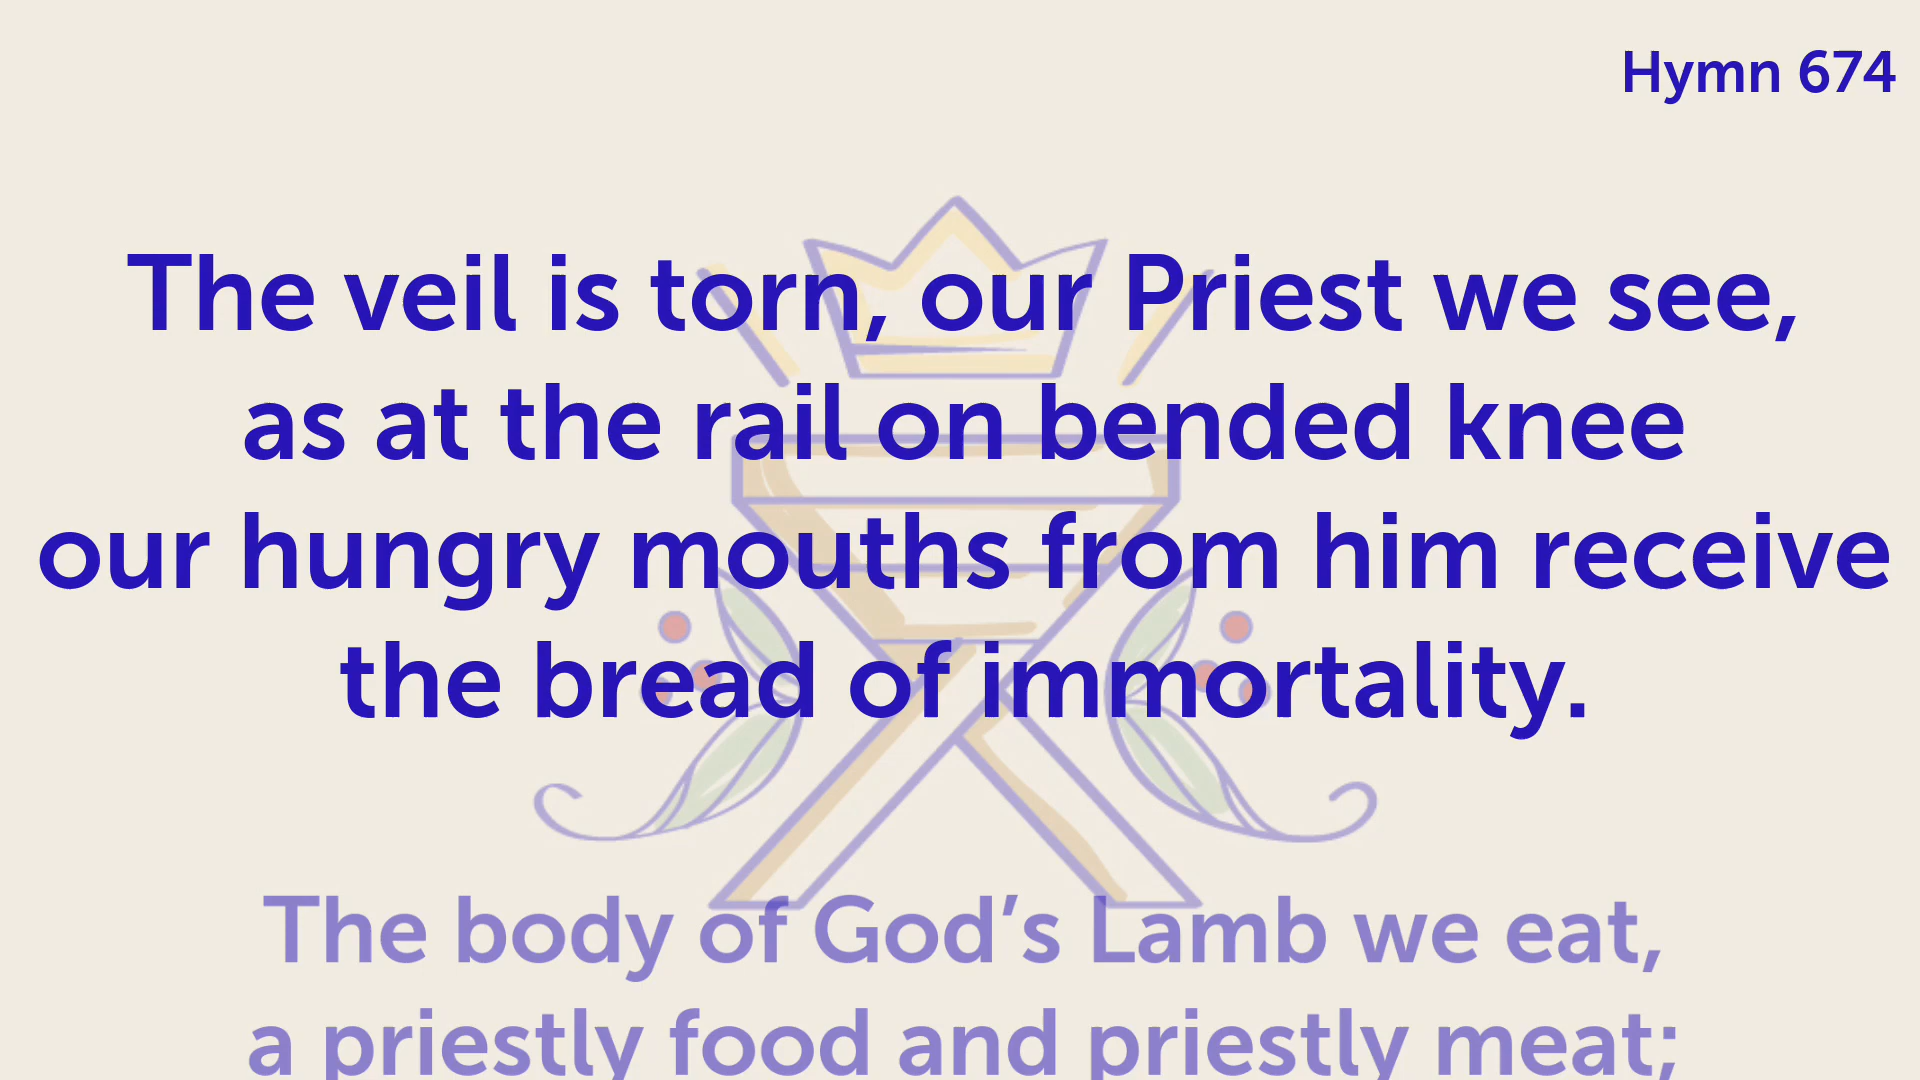 Hymn 674
The veil is torn, our Priest we see,
as at the rail on bended knee
our hungry mouths from him receive
the bread of immortality.
The body of God’s Lamb we eat,
a priestly food and priestly meat;